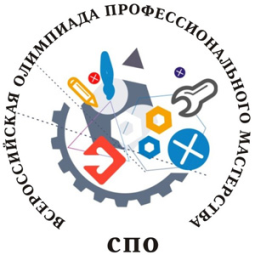 ВСЕРОССИЙСКАЯ ОЛИМПИАДА ПРОФЕССИОНАЛЬНОГО МАСТЕРСТВА
СПО